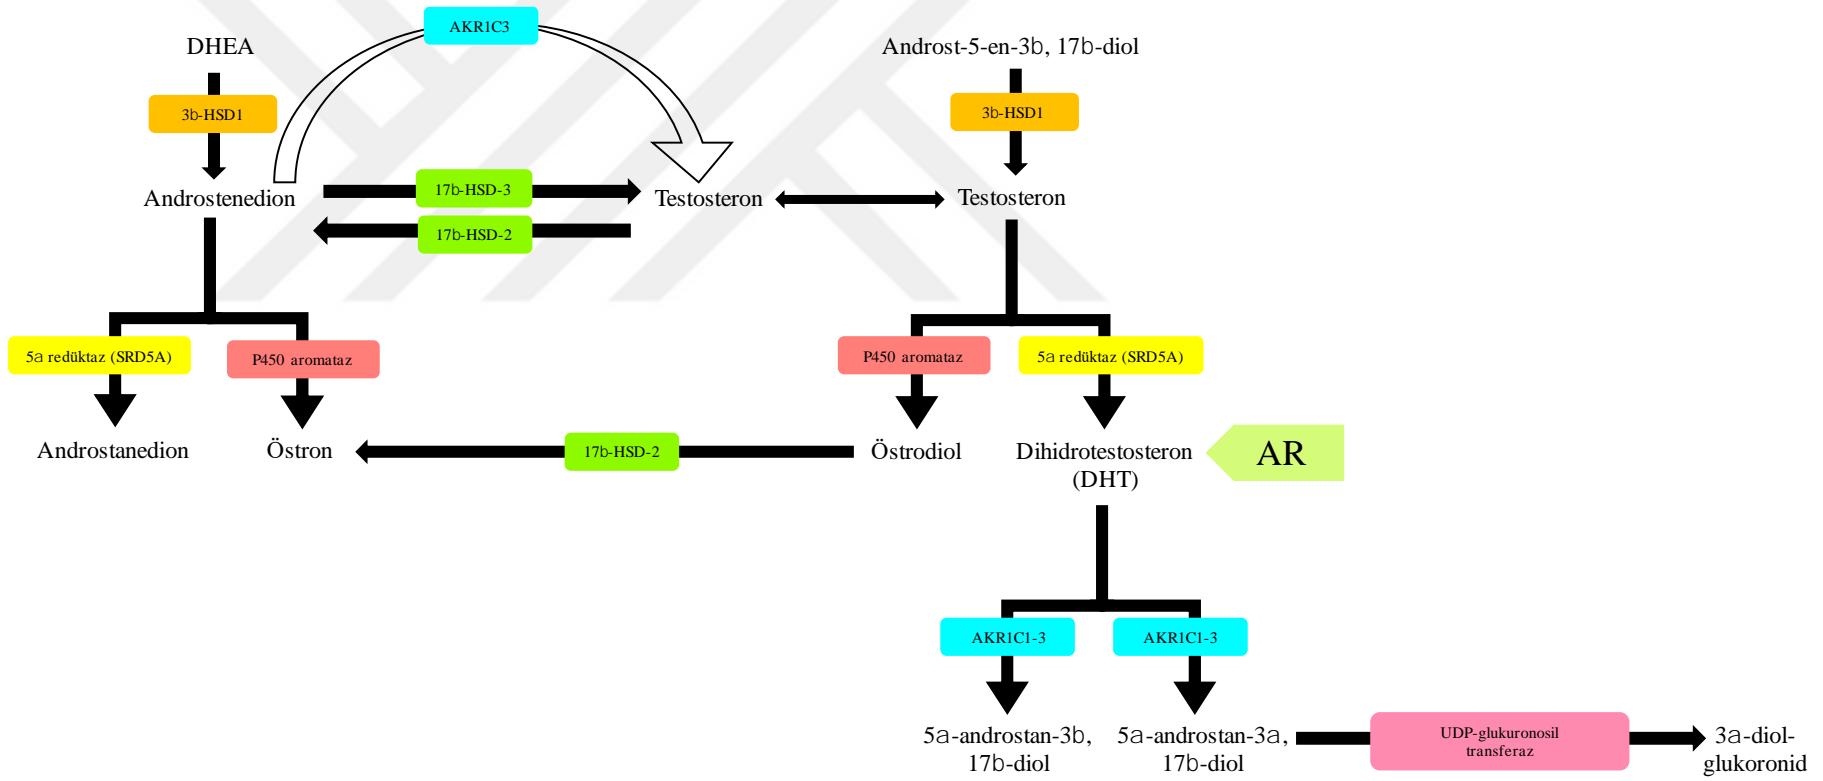 AKR1C3
DHEA
Androst-5-en-3b, 17b-diol
3b-HSD1
3b-HSD1
Androstenedion
17b-HSD-3
Testosteron
Testosteron
17b-HSD-2
5a redüktaz (SRD5A)
P450 aromataz
P450 aromataz
5a redüktaz (SRD5A)
Androstanedion
Östron
17b-HSD-2
Östrodiol
Dihidrotestosteron
(DHT)
AR
AKR1C1-3
AKR1C1-3
5a-androstan-3b,
17b-diol
5a-androstan-3a,
17b-diol
UDP-glukuronosil
transferaz
3a-diol-
glukoronid